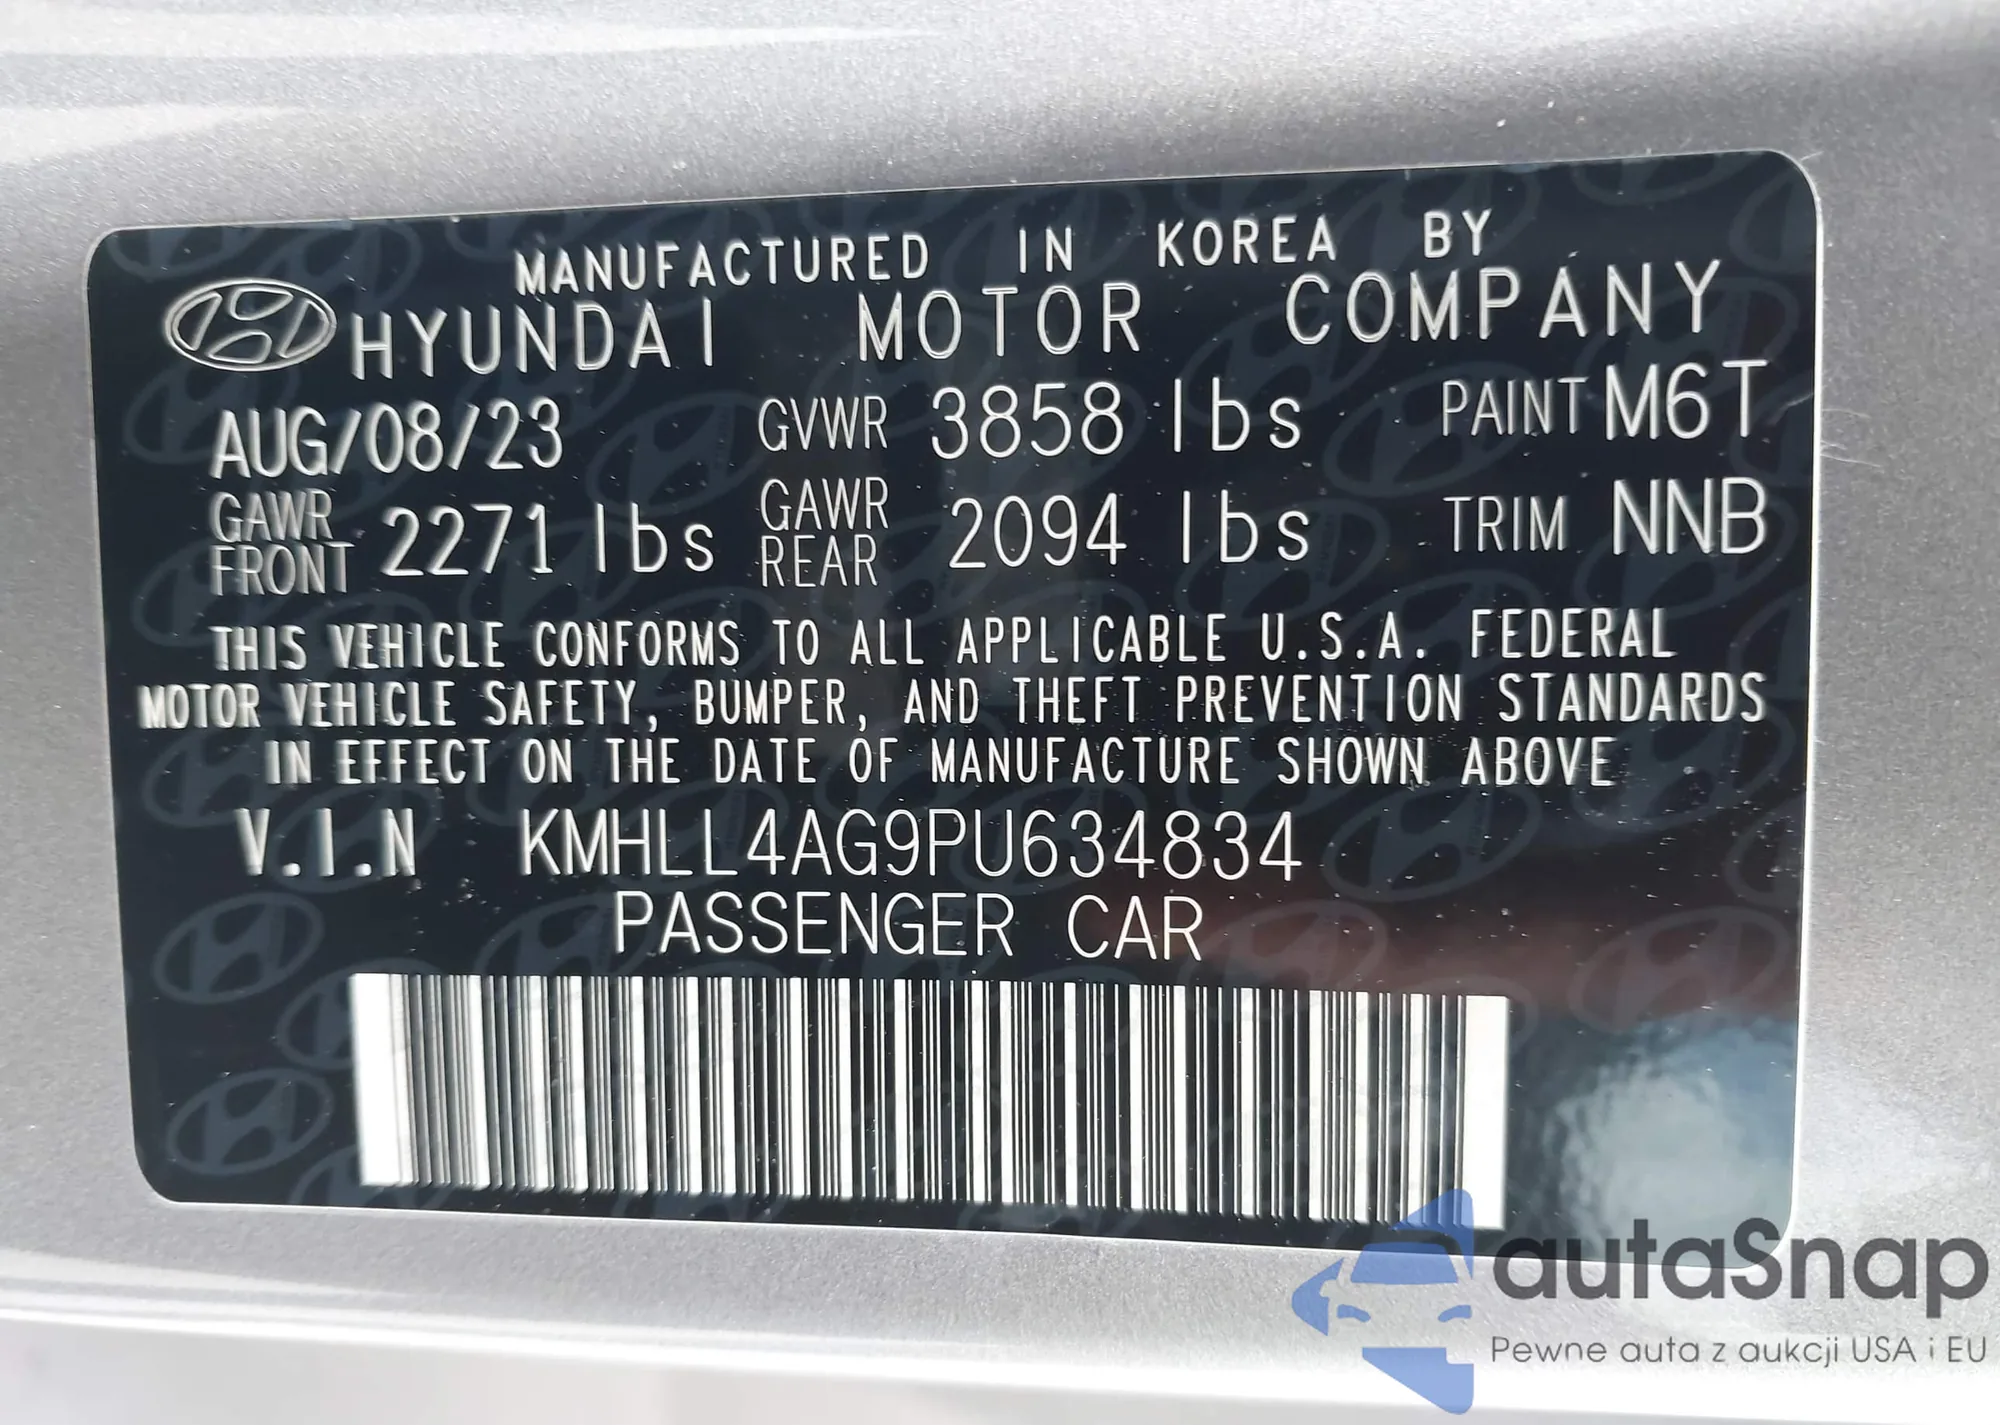 MANUFACTURED IN KOREA BY
HYUNDAI MOTOR COMPANY
AUG/08/23 GVWR 3858 lbs PAINT M6T
GAWR FRONT 2271 lbs GAWR REAR 2094 lbs TRIM NNB
THIS VEHICLE CONFORMS TO ALL APPLICABLE U.S.A. FEDERAL
MOTOR VEHICLE SAFETY, BUMPER, AND THEFT PREVENTION STANDARDS
IN EFFECT ON THE DATE OF MANUFACTURE SHOWN ABOVE
V.I.N KMHLL4AG9PU634834
PASSENGER CAR
autaSnap
Pewne auta z aukcji USA i EU